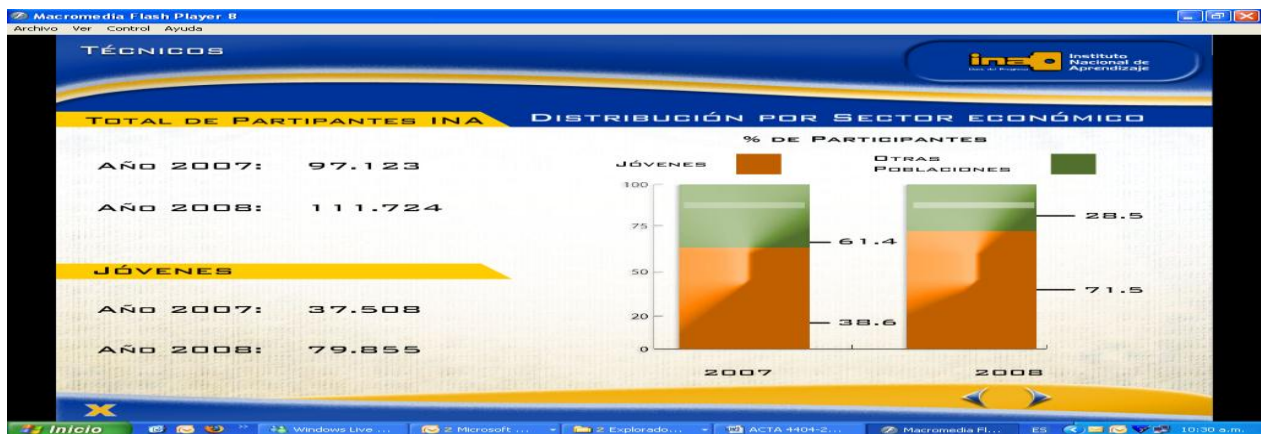 Macromedia Flash Player 8
Archivo Ver Control Ayuda
TÉCNICOS
ina
Instituto
Nacional de
Aprendizaje
TOTAL DE PARTIPANTES INA
DISTRIBUCIÓN POR SECTOR ECONÓMICO
% DE PARTICIPANTES
JÓVENES
OTRAS
POBLACIONES
AÑO 2007: 97.123
AÑO 2008: 111.724
JÓVENES
AÑO 2007: 37.508
AÑO 2008: 79.855
100
75
50
20
0
61.4
38.6
28.5
71.5
2007
2008
X
Inicio
Windows Live ...
2 Microsoft ...
2 Explorado...
ACTA 4404-2...
Macromedia Fl...
ES
10:30 a.m.